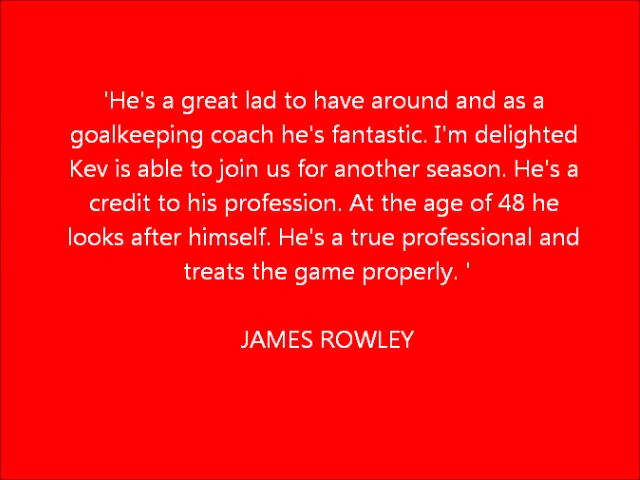 'He's a great lad to have around and as a
goalkeeping coach he's fantastic. I'm delighted
Kev is able to join us for another season. He's a
credit to his profession. At the age of 48 he
looks after himself. He's a true professional and
treats the game properly. '
JAMES ROWLEY